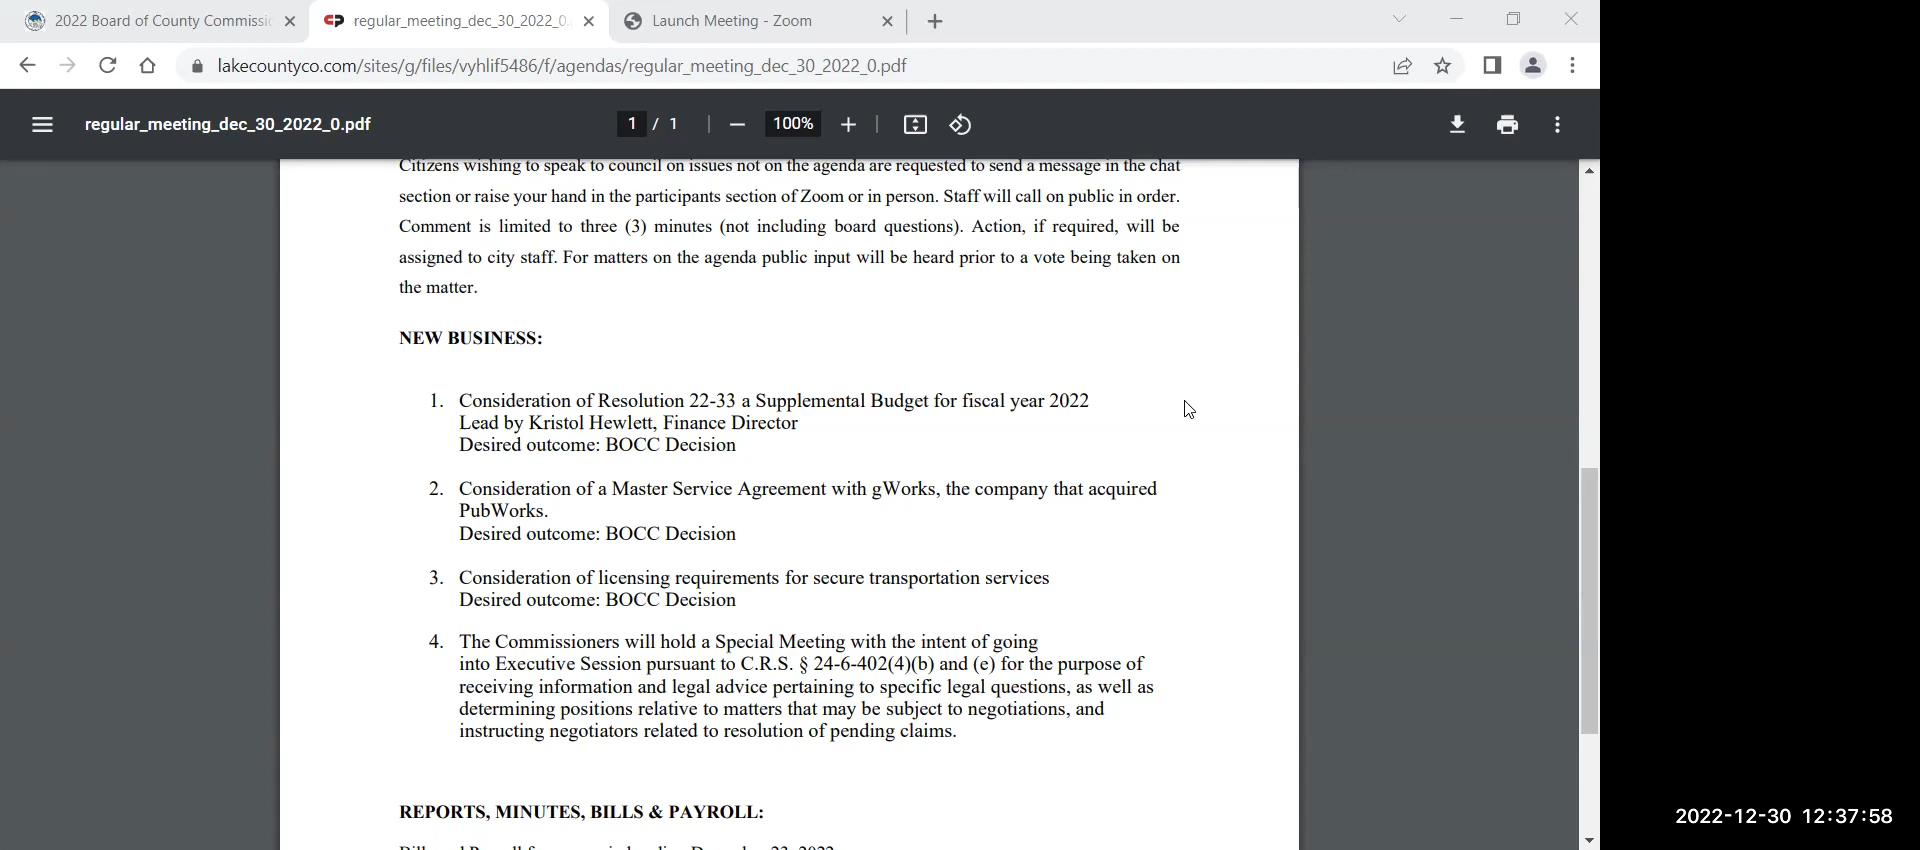 2022 Board of County Commissi
regular_meeting_dec_30_2022_0.
Launch Meeting - Zoom
lakecountyco.com/sites/g/files/vyhlif5486/f/agendas/regular_meeting_dec_30_2022_0.pdf
regular_meeting_dec_30_2022_0.pdf
1 / 1
100%
Citizens wishing to speak to council on issues not on the agenda are requested to send a message in the chat
section or raise your hand in the participants section of Zoom or in person. Staff will call on public in order.
Comment is limited to three (3) minutes (not including board questions). Action, if required, will be
assigned to city staff. For matters on the agenda public input will be heard prior to a vote being taken on
the matter.
NEW BUSINESS:
1. Consideration of Resolution 22-33 a Supplemental Budget for fiscal year 2022
Lead by Kristol Hewlett, Finance Director
Desired outcome: BOCC Decision
2. Consideration of a Master Service Agreement with gWorks, the company that acquired
PubWorks.
Desired outcome: BOCC Decision
3. Consideration of licensing requirements for secure transportation services
Desired outcome: BOCC Decision
4. The Commissioners will hold a Special Meeting with the intent of going
into Executive Session pursuant to C.R.S. § 24-6-402(4)(b) and (e) for the purpose of
receiving information and legal advice pertaining to specific legal questions, as well as
determining positions relative to matters that may be subject to negotiations, and
instructing negotiators related to resolution of pending claims.
REPORTS, MINUTES, BILLS & PAYROLL:
2022-12-30 12:37:58